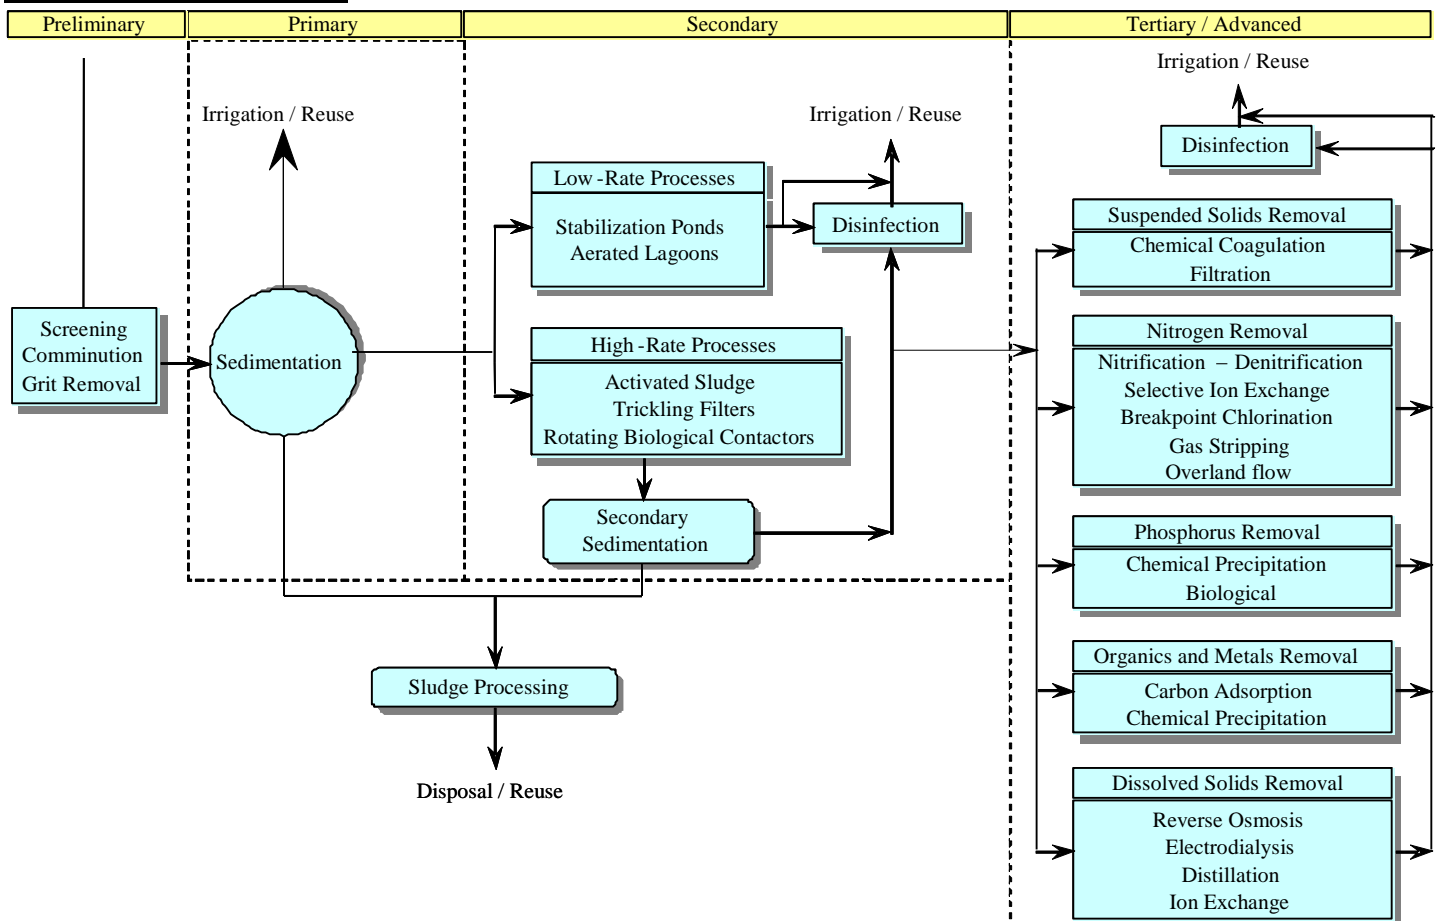 Preliminary
Primary
Secondary
Tertiary / Advanced
Screening
Comminution
Grit Removal
Irrigation / Reuse
Sedimentation
Low -Rate Processes
Stabilization Ponds
Aerated Lagoons
High -Rate Processes
Activated Sludge
Trickling Filters
Rotating Biological Contactors
Secondary
Sedimentation
Irrigation / Reuse
Disinfection
Sludge Processing
Disposal / Reuse
Irrigation / Reuse
Disinfection
Suspended Solids Removal
Chemical Coagulation
Filtration
Nitrogen Removal
Nitrification – Denitrification
Selective Ion Exchange
Breakpoint Chlorination
Gas Stripping
Overland flow
Phosphorus Removal
Chemical Precipitation
Biological
Organics and Metals Removal
Carbon Adsorption
Chemical Precipitation
Dissolved Solids Removal
Reverse Osmosis
Electrodialysis
Distillation
Ion Exchange